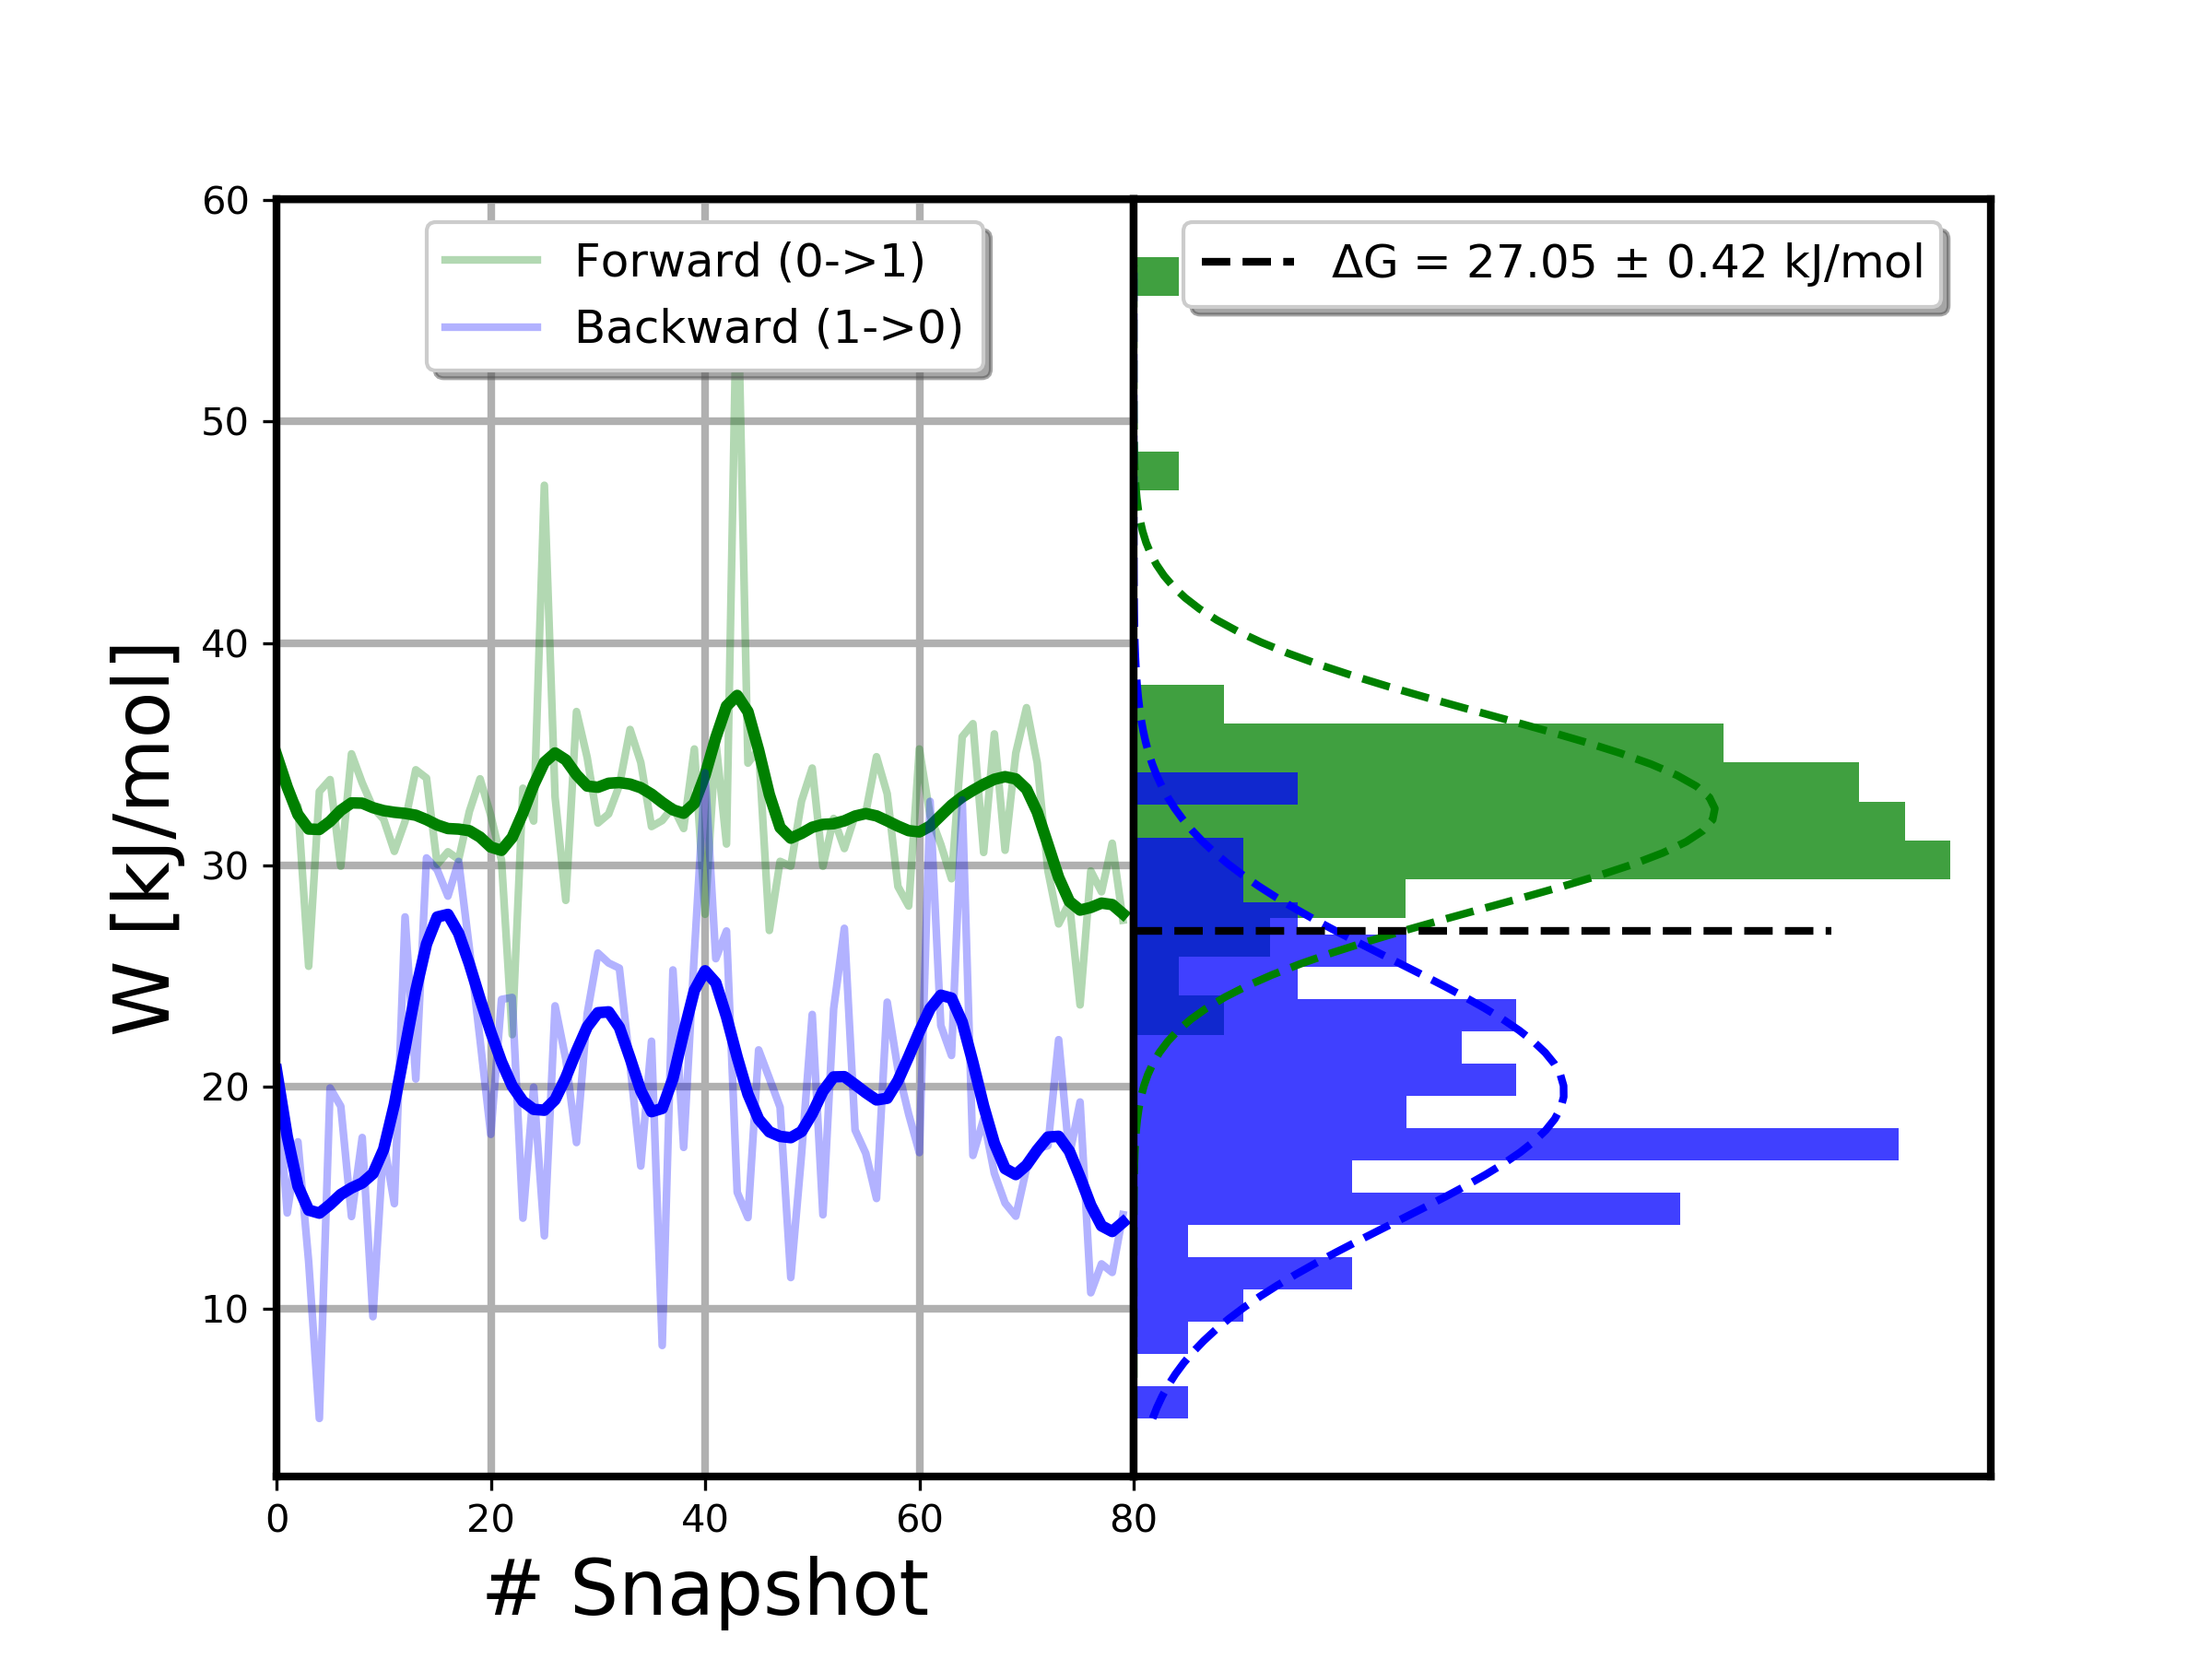 60
50
40
30
20
10
W [kJ/mol]
0
20
40
60
80
# Snapshot
Forward (0->1)
Backward (1->0)
ΔG = 27.05 ± 0.42 kJ/mol